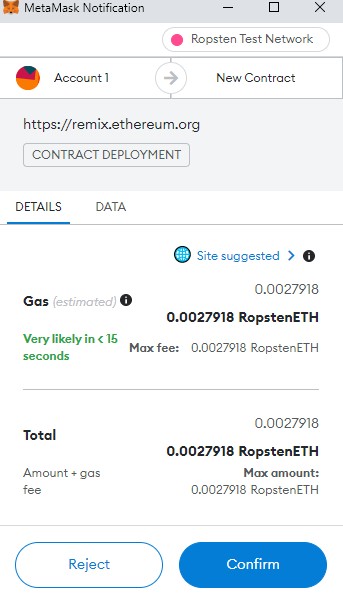 MetaMask Notification
Ropsten Test Network
Account 1
New Contract
https://remix.ethereum.org
CONTRACT DEPLOYMENT
DETAILS
DATA
Site suggested
0.0027918
Gas (estimated)
0.0027918 RopstenETH
Very likely in < 15
seconds
Max fee: 0.0027918 RopstenETH
0.0027918
Total
0.0027918 RopstenETH
Amount + gas
fee
Max amount:
0.0027918 RopstenETH
Reject
Confirm